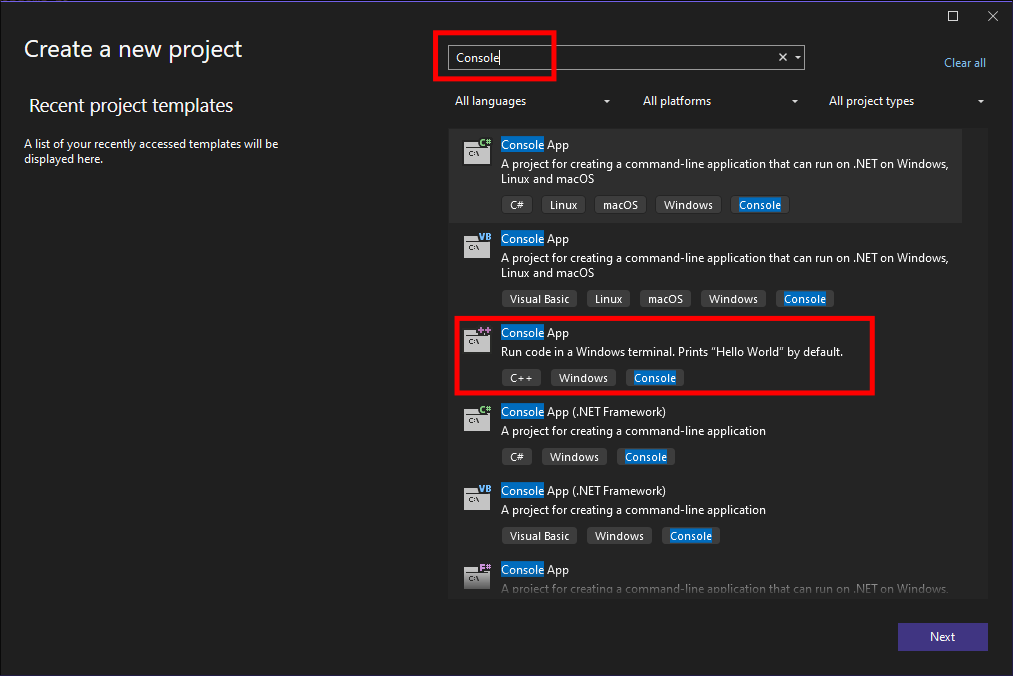 Create a new project
Console
Clear all
Recent project templates
A list of your recently accessed templates will be
displayed here.
All languages
All platforms
All project types
C#
C:\
Console App
A project for creating a command-line application that can run on .NET on Windows,
Linux and macOS
C# Linux macOS Windows Console
VB
C:\
Console App
A project for creating a command-line application that can run on .NET on Windows,
Linux and macOS
Visual Basic Linux macOS Windows Console
++
C:\
Console App
Run code in a Windows terminal. Prints "Hello World" by default.
C++ Windows Console
C#
C:\
Console App (.NET Framework)
A project for creating a command-line application
C# Windows Console
VB
C:\
Console App (.NET Framework)
A project for creating a command-line application
Visual Basic Windows Console
F#
C:\
Console App
A project for creating a command-line application that can run on .NET on Windows,
Next